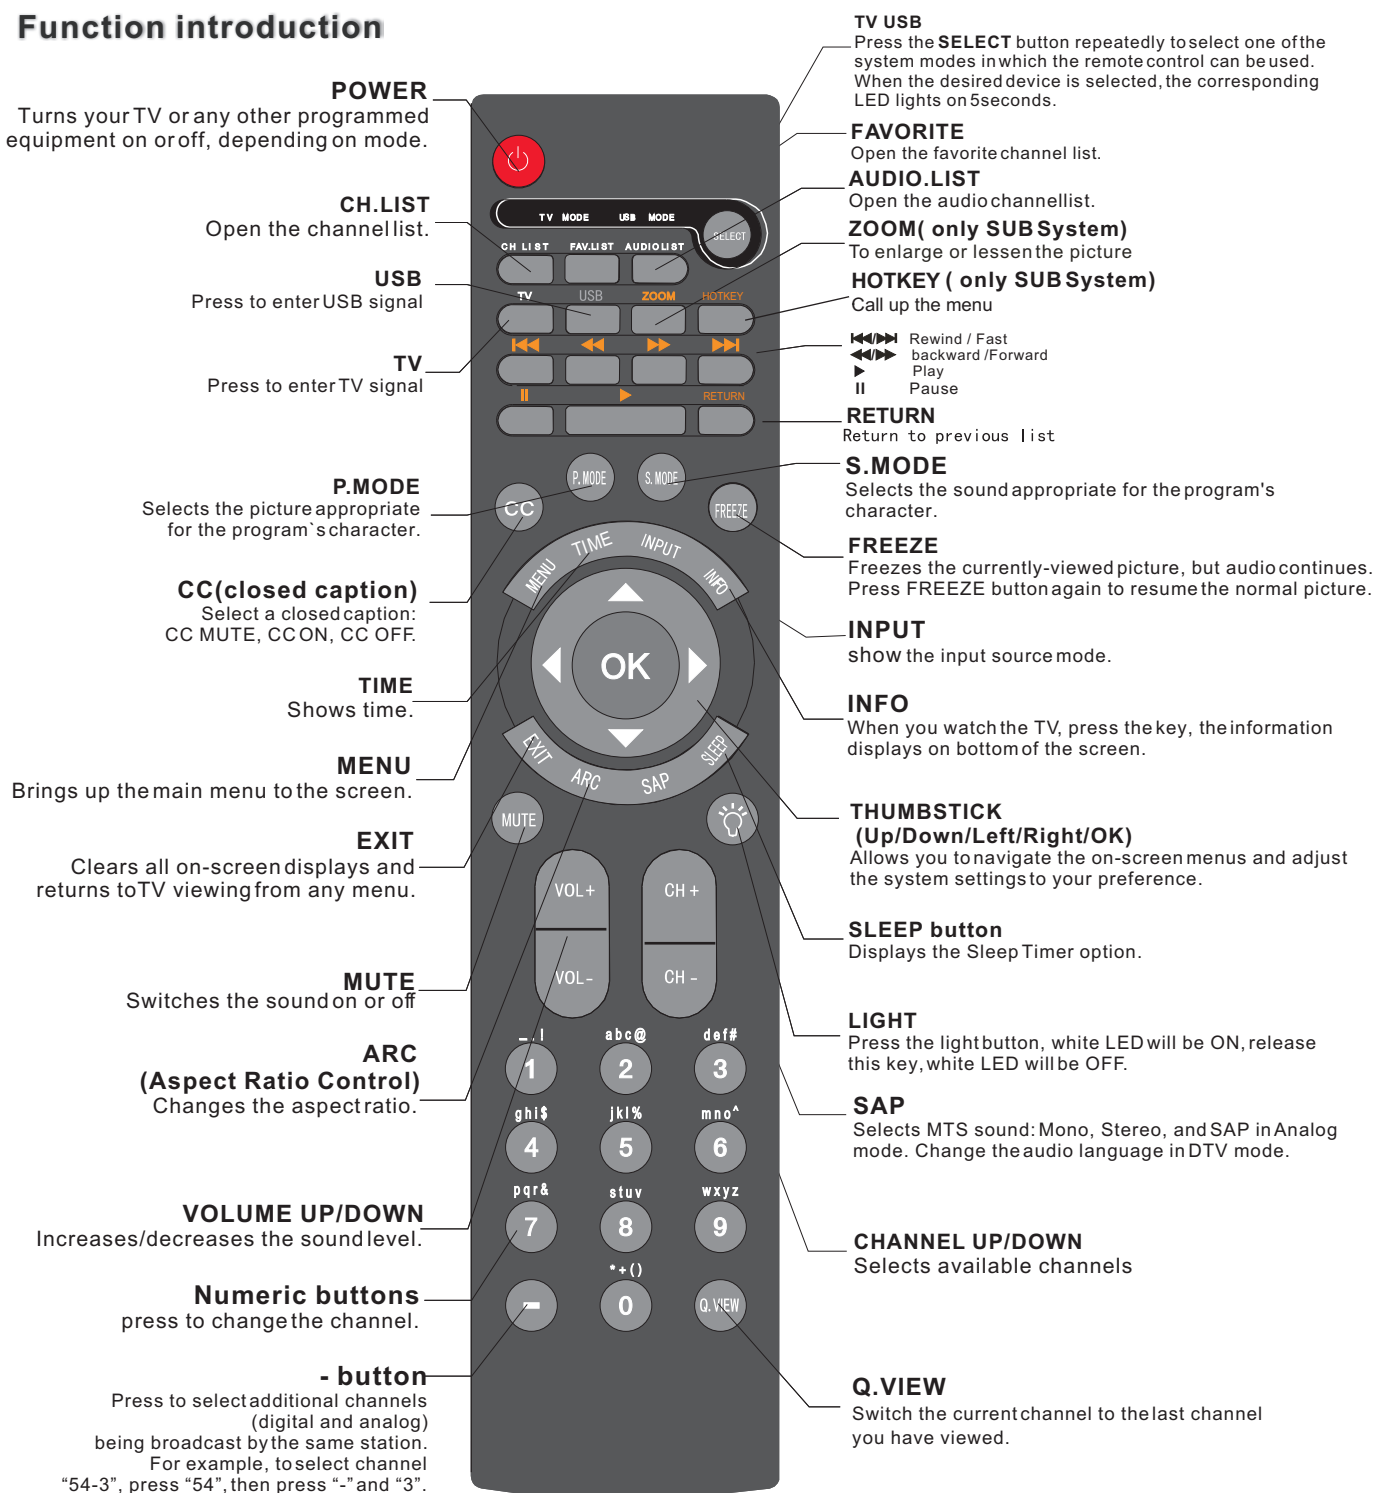 Function introduction
POWER
Turns your TV or any other programmed
equipment on or off, depending on mode.
CH.LIST
Open the channel list.
USB
Press to enter USB signal
TV
Press to enter TV signal
P.MODE
Selects the picture appropriate
for the program`s character.
CC(closed caption)
Select a closed caption:
CC MUTE, CC ON, CC OFF.
TIME
Shows time.
MENU
Brings up the main menu to the screen.
EXIT
Clears all on-screen displays and
returns to TV viewing from any menu.
MUTE
Switches the sound on or off
ARC
(Aspect Ratio Control)
Changes the aspect ratio.
VOLUME UP/DOWN
Increases/decreases the sound level.
Numeric buttons
press to change the channel.
- button
Press to select additional channels
(digital and analog)
being broadcast by the same station.
For example, to select channel
“54-3”, press “54”, then press “-” and “3”.
TV MODE USB MODE
SELECT
CH LIST FAV.LIST AUDIO LIST
TV USB ZOOM HOTKEY
RETURN
P.MODE S.MODE
CC FREEZE
MENU TIME INPUT INFO
OK
EXIT ARC SAP SLEEP
MUTE
VOL+ CH +
VOL- CH -
abc@ def#
1 2 3
ghi$ jkl% mno^
4 5 6
pqr& stuv wxyz
7 8 9
*+()
- 0 Q.VIEW
TV USB
Press the SELECT button repeatedly to select one of the
system modes in which the remote control can be used.
When the desired device is selected, the corresponding
LED lights on 5seconds.
FAVORITE
Open the favorite channel list.
AUDIO.LIST
Open the audio channellist.
ZOOM( only SUB System)
To enlarge or lessen the picture
HOTKEY ( only SUB System)
Call up the menu
Rewind / Fast
backward /Forward
Play
Pause
RETURN
Return to previous list
S.MODE
Selects the sound appropriate for the program's
character.
FREEZE
Freezes the currently-viewed picture, but audio continues.
Press FREEZE button again to resume the normal picture.
INPUT
show the input source mode.
INFO
When you watch the TV, press the key, the information
displays on bottom of the screen.
THUMBSTICK
(Up/Down/Left/Right/OK)
Allows you to navigate the on-screen menus and adjust
the system settings to your preference.
SLEEP button
Displays the Sleep Timer option.
LIGHT
Press the light button, white LED will be ON, release
this key, white LED will be OFF.
SAP
Selects MTS sound: Mono, Stereo, and SAP in Analog
mode. Change the audio language in DTV mode.
CHANNEL UP/DOWN
Selects available channels
Q.VIEW
Switch the current channel to the last channel
you have viewed.